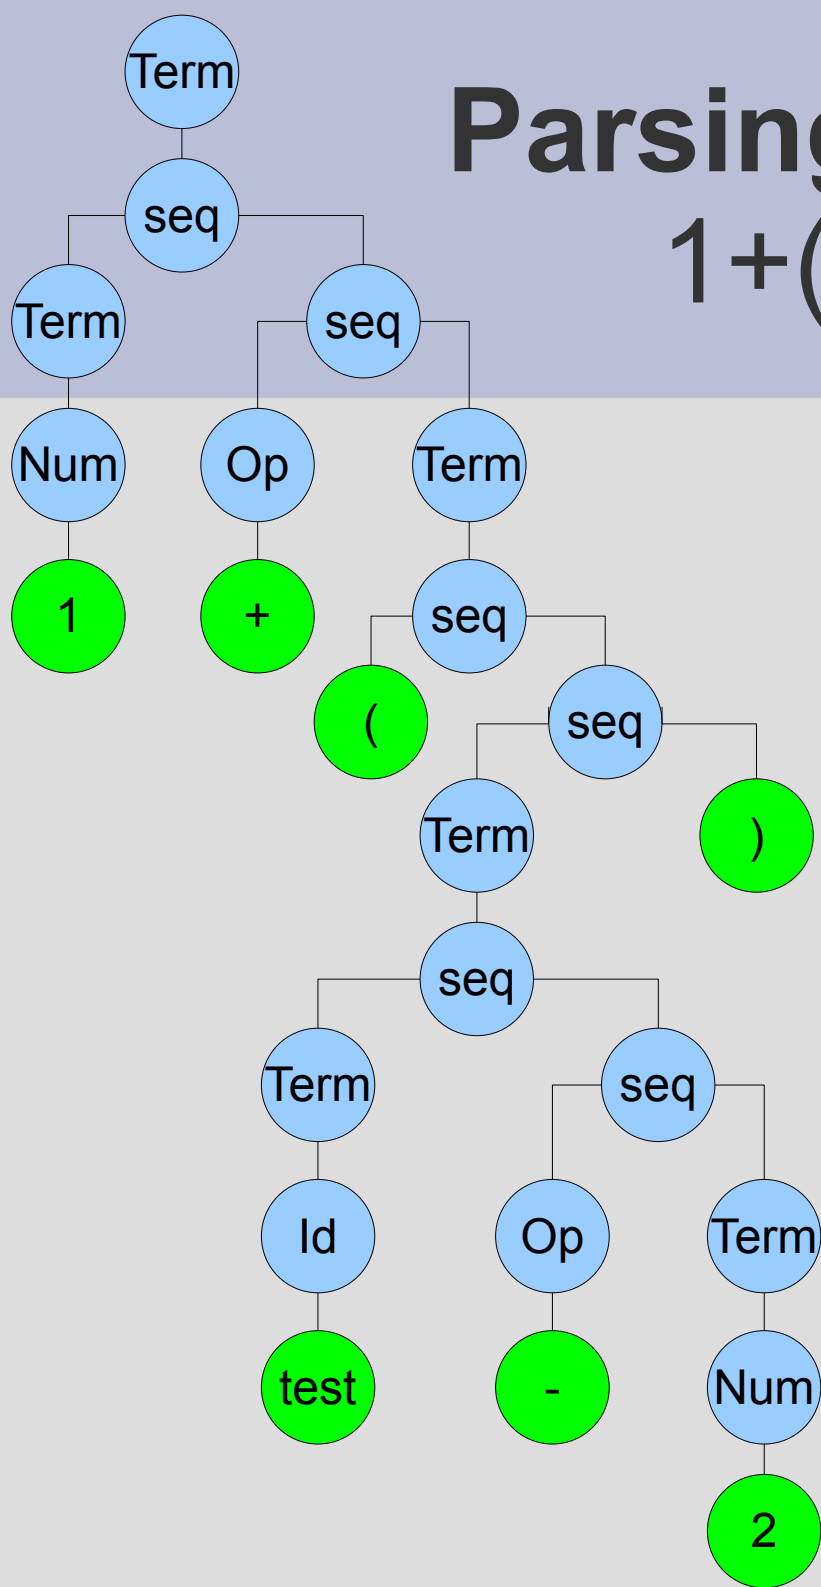 Term
Parsing
seq
1+(
Term seq
Num Op Term
1 + seq
( seq
Term )
seq
Term seq
Id Op Term
test - Num
2